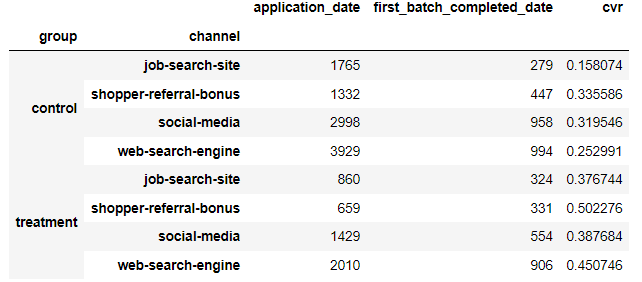 application_date first_batch_completed_date cvr
group channel
control job-search-site 1765 279 0.158074
shopper-referral-bonus 1332 447 0.335586
social-media 2998 958 0.319546
web-search-engine 3929 994 0.252991
treatment job-search-site 860 324 0.376744
shopper-referral-bonus 659 331 0.502276
social-media 1429 554 0.387684
web-search-engine 2010 906 0.450746